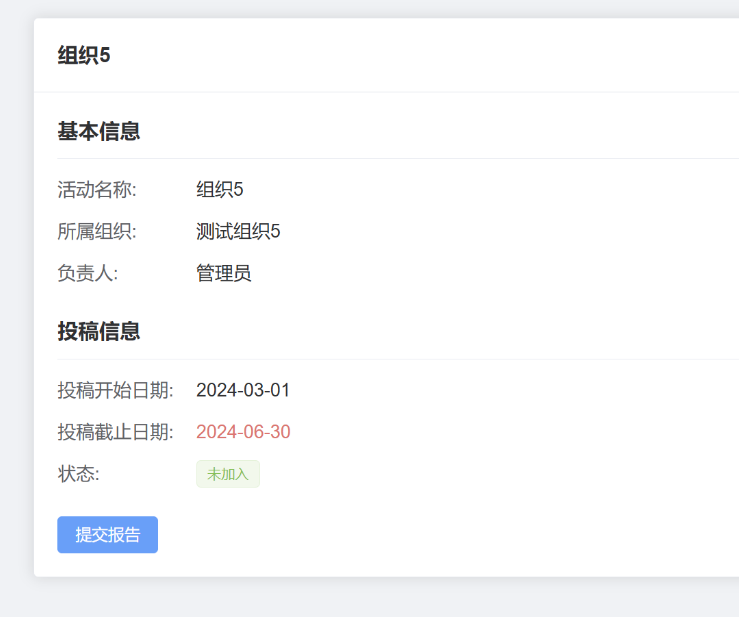 组织5
基本信息
活动名称: 组织5
所属组织: 测试组织5
负责人: 管理员
投稿信息
投稿开始日期: 2024-03-01
投稿截止日期: 2024-06-30
状态: 未加入
提交报告